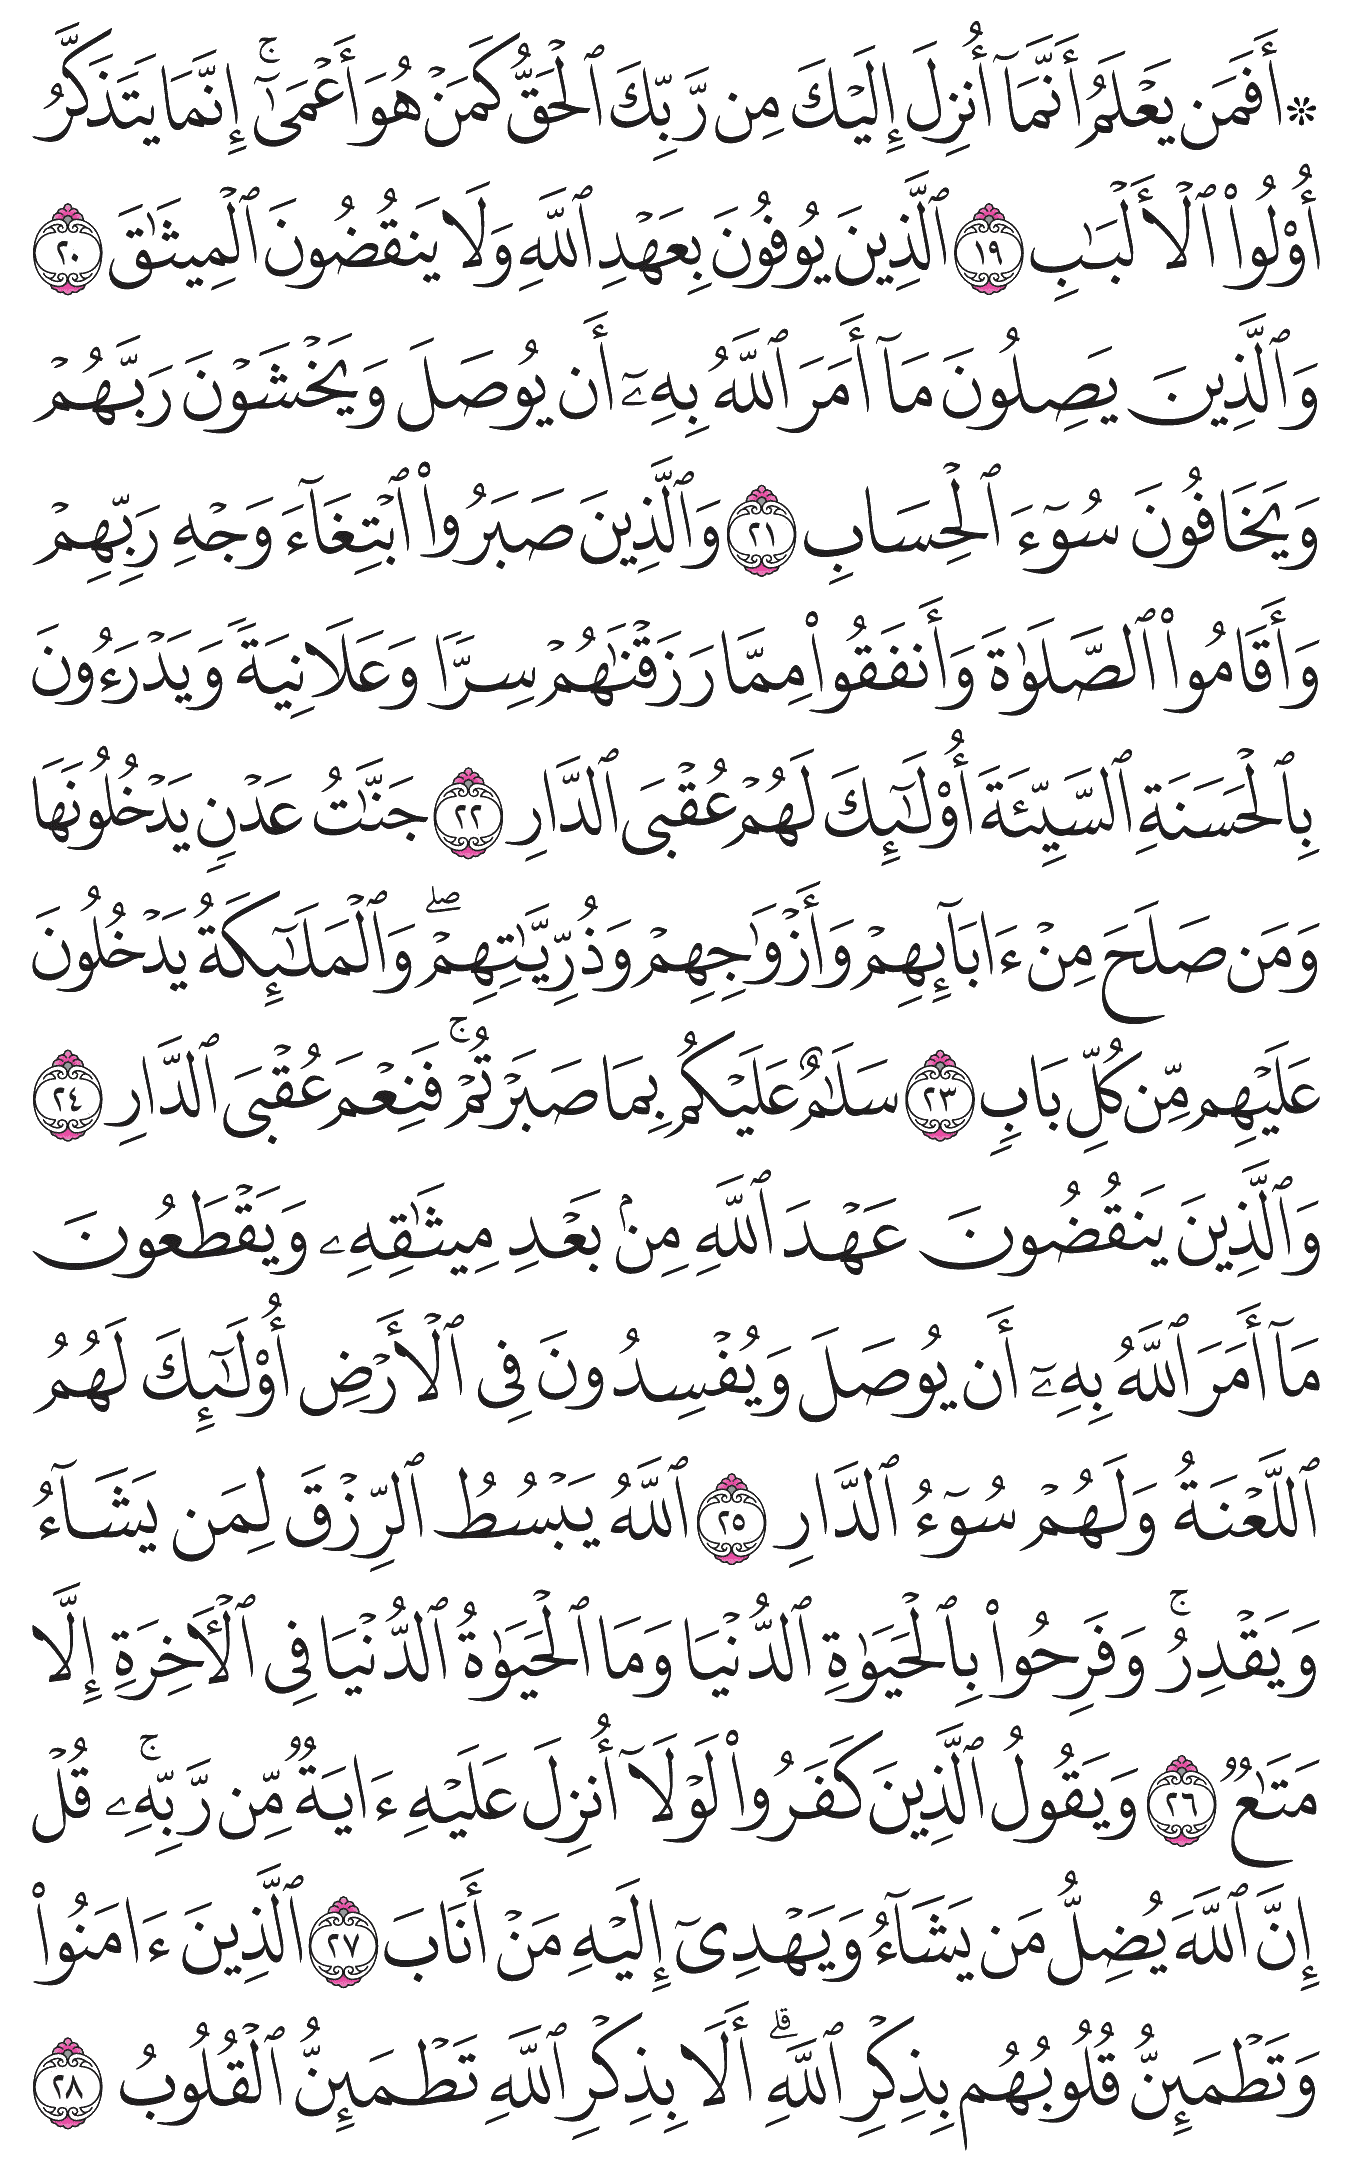 ۞ أَفَمَن يَعۡلَمُ أَنَّمَآ أُنزِلَ إِلَيۡكَ مِن رَّبِّكَ ٱلۡحَقُّ كَمَنۡ هُوَ أَعۡمَىٰٓۚ إِنَّمَا يَتَذَكَّرُ
أُوْلُواْ ٱلۡأَلۡبَٰبِ ١٩ ٱلَّذِينَ يُوفُونَ بِعَهۡدِ ٱللَّهِ وَلَا يَنقُضُونَ ٱلۡمِيثَٰقَ ٢٠
وَٱلَّذِينَ يَصِلُونَ مَآ أَمَرَ ٱللَّهُ بِهِۦٓ أَن يُوصَلَ وَيَخۡشَوۡنَ رَبَّهُمۡ
وَيَخَافُونَ سُوٓءَ ٱلۡحِسَابِ ٢١ وَٱلَّذِينَ صَبَرُواْ ٱبۡتِغَآءَ وَجۡهِ رَبِّهِمۡ
وَأَقَامُواْ ٱلصَّلَوٰةَ وَأَنفَقُواْ مِمَّا رَزَقۡنَٰهُمۡ سِرّٗا وَعَلَانِيَةٗ وَيَدۡرَءُونَ
بِٱلۡحَسَنَةِ ٱلسَّيِّئَةَ أُوْلَٰٓئِكَ لَهُمۡ عُقۡبَى ٱلدَّارِ ٢٢ جَنَّٰتُ عَدۡنٖ يَدۡخُلُونَهَا
وَمَن صَلَحَ مِنۡ ءَابَآئِهِمۡ وَأَزۡوَٰجِهِمۡ وَذُرِّيَّٰتِهِمۡۖ وَٱلۡمَلَٰٓئِكَةُ يَدۡخُلُونَ
عَلَيۡهِم مِّن كُلِّ بَابٖ ٢٣ سَلَٰمٌ عَلَيۡكُم بِمَا صَبَرۡتُمۡۚ فَنِعۡمَ عُقۡبَى ٱلدَّارِ ٢٤
وَٱلَّذِينَ يَنقُضُونَ عَهۡدَ ٱللَّهِ مِنۢ بَعۡدِ مِيثَٰقِهِۦ وَيَقۡطَعُونَ
مَآ أَمَرَ ٱللَّهُ بِهِۦٓ أَن يُوصَلَ وَيُفۡسِدُونَ فِي ٱلۡأَرۡضِ أُوْلَٰٓئِكَ لَهُمُ
ٱللَّعۡنَةُ وَلَهُمۡ سُوٓءُ ٱلدَّارِ ٢٥ ٱللَّهُ يَبۡسُطُ ٱلرِّزۡقَ لِمَن يَشَآءُ
وَيَقۡدِرُۚ وَفَرِحُواْ بِٱلۡحَيَوٰةِ ٱلدُّنۡيَا وَمَا ٱلۡحَيَوٰةُ ٱلدُّنۡيَا فِي ٱلۡأٓخِرَةِ إِلَّا
مَتَٰعٞ ٢٦ وَيَقُولُ ٱلَّذِينَ كَفَرُواْ لَوۡلَآ أُنزِلَ عَلَيۡهِ ءَايَةٞ مِّن رَّبِّهِۦۚ قُلۡ
إِنَّ ٱللَّهَ يُضِلُّ مَن يَشَآءُ وَيَهۡدِيٓ إِلَيۡهِ مَنۡ أَنَابَ ٢٧ ٱلَّذِينَ ءَامَنُواْ
وَتَطۡمَئِنُّ قُلُوبُهُم بِذِكۡرِ ٱللَّهِۗ أَلَا بِذِكۡرِ ٱللَّهِ تَطۡمَئِنُّ ٱلۡقُلُوبُ ٢٨